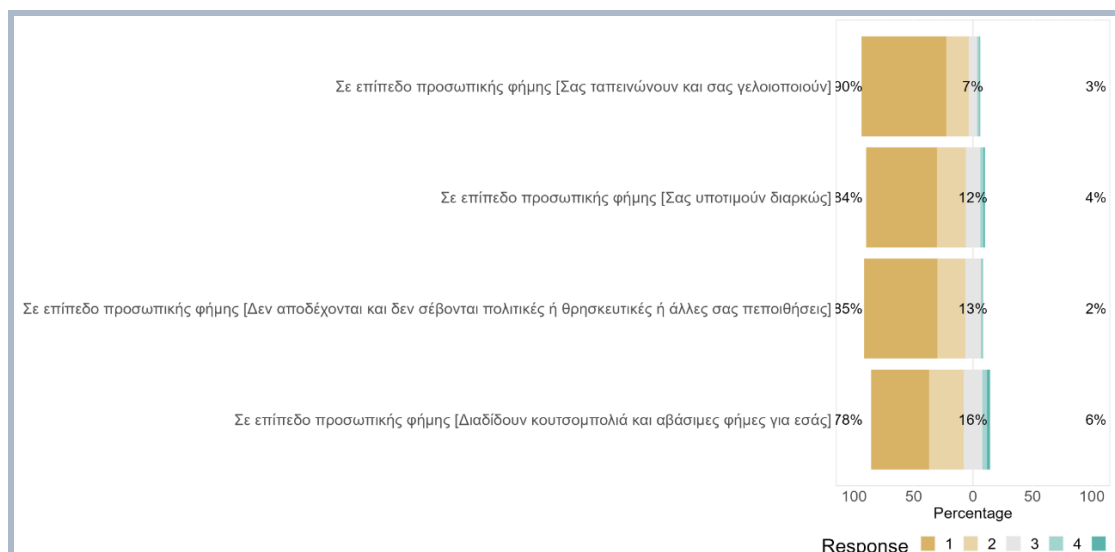 Σε επίπεδο προσωπικής φήμης [Σας ταπεινώνουν και σας γελοιοποιούν] 90% 7% 3%
Σε επίπεδο προσωπικής φήμης [Σας υποτιμούν διαρκώς] 84% 12% 4%
Σε επίπεδο προσωπικής φήμης [Δεν αποδέχονται και δεν σέβονται πολιτικές ή θρησκευτικές ή άλλες σας πεποιθήσεις] 85% 13% 2%
Σε επίπεδο προσωπικής φήμης [Διαδίδουν κουτσομπολιά και αβάσιμες φήμες για εσάς] 78% 16% 6%
100 50 0 50 100
Percentage
Response 1 2 3 4